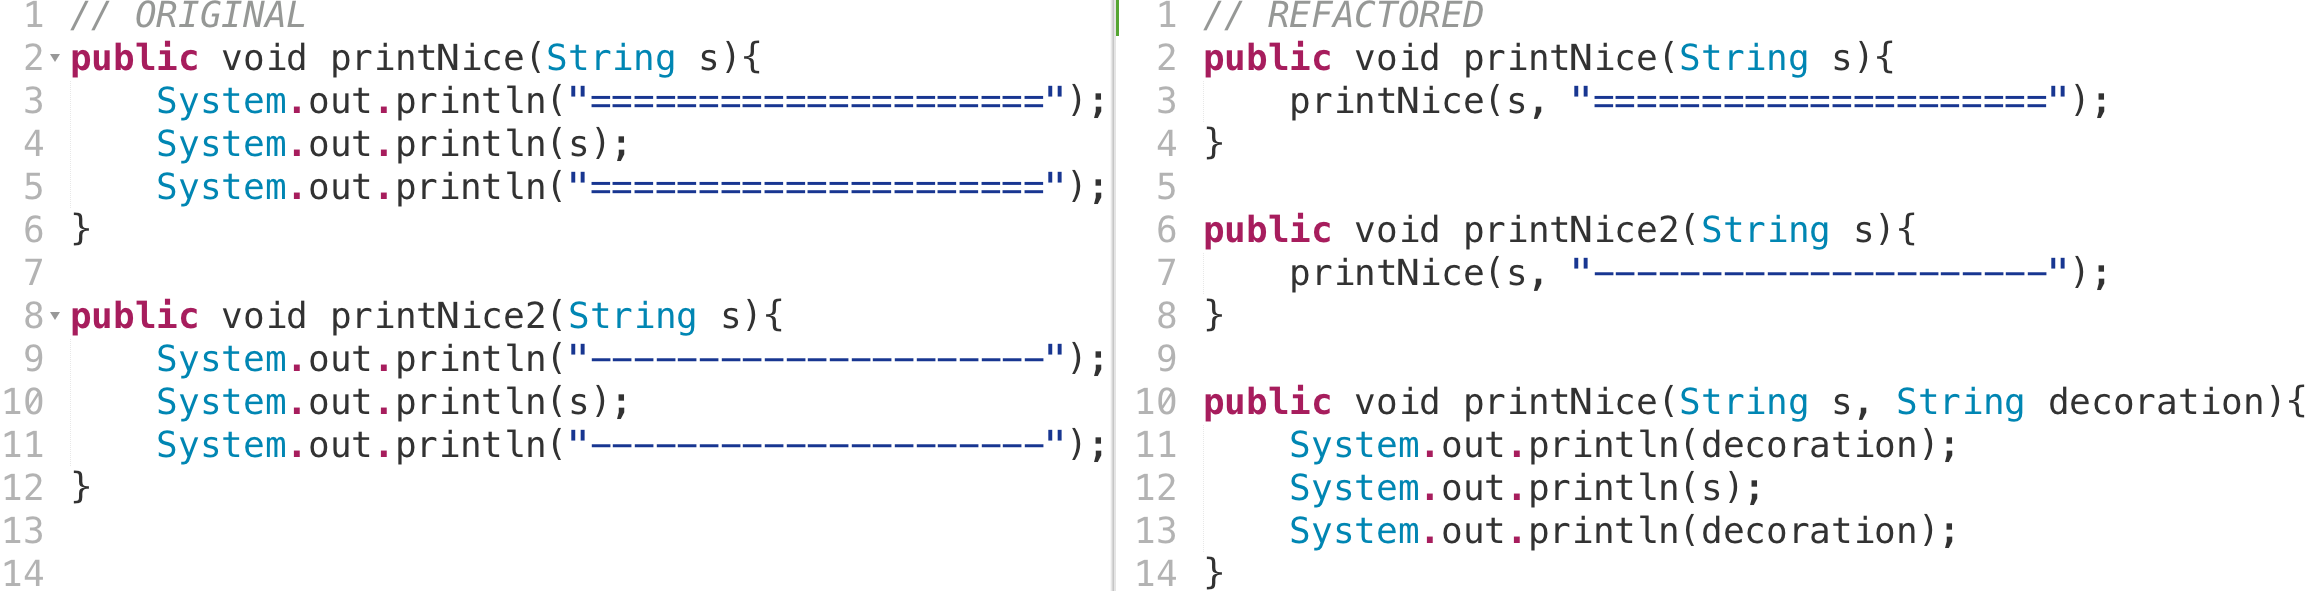 1 // ORIGINAL
2 public void printNice(String s){
3     System.out.println("=====================");
4     System.out.println(s);
5     System.out.println("=====================");
6 }
7
8 public void printNice2(String s){
9     System.out.println("---------------------");
10     System.out.println(s);
11     System.out.println("---------------------");
12 }
13
14
1 // REFACTORED
2 public void printNice(String s){
3     printNice(s, "=====================");
4 }
5
6 public void printNice2(String s){
7     printNice(s, "---------------------");
8 }
9
10 public void printNice(String s, String decoration){
11     System.out.println(decoration);
12     System.out.println(s);
13     System.out.println(decoration);
14 }